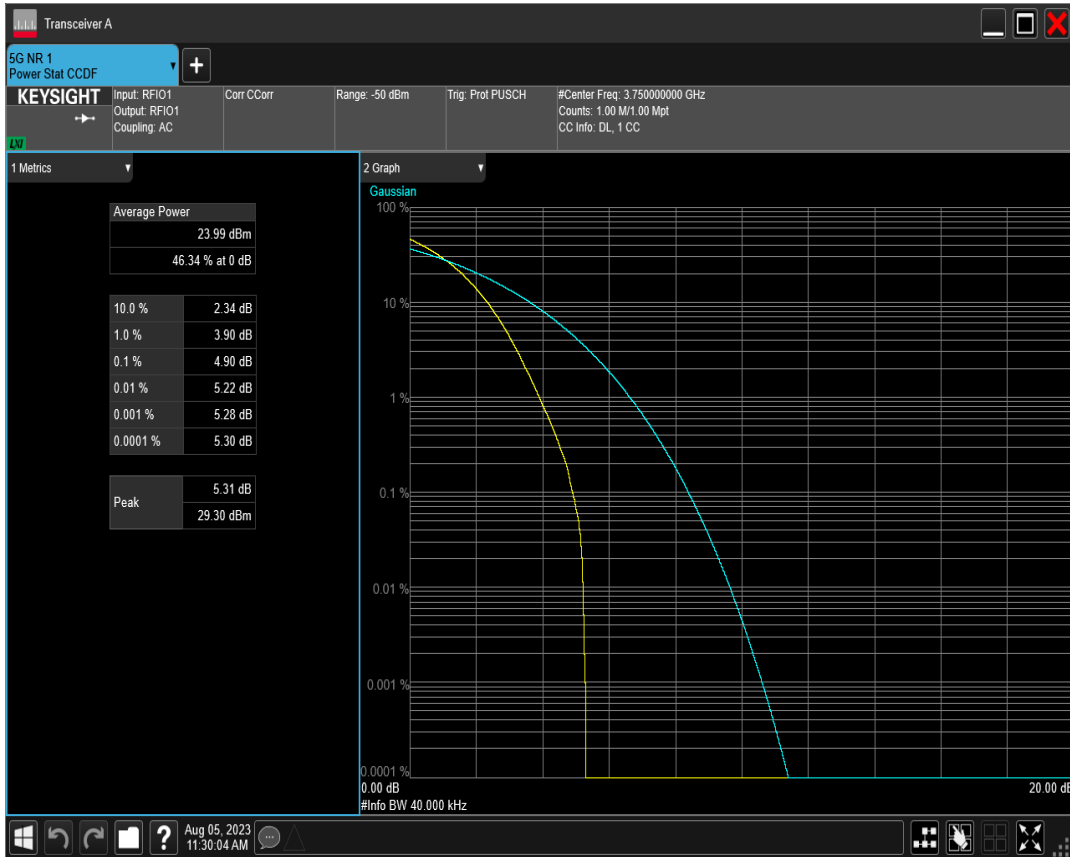 Transceiver A
5G NR 1
Power Stat CCDF
KEYSIGHT
LXI
Input: RFIO1
Output: RFIO1
Coupling: AC
Corr CCorr
Range: -50 dBm
Trig: Prot PUSCH
#Center Freq: 3.750000000 GHz
Counts: 1.00 M/1.00 Mpt
CC Info: DL, 1 CC
1 Metrics
Average Power
23.99 dBm
46.34 % at 0 dB
10.0 % 2.34 dB
1.0 % 3.90 dB
0.1 % 4.90 dB
0.01 % 5.22 dB
0.001 % 5.28 dB
0.0001 % 5.30 dB
Peak
5.31 dB
29.30 dBm
2 Graph
Gaussian
100 %
10 %
1 %
0.1 %
0.01 %
0.001 %
0.0001 %
0.00 dB 20.00 dB
#Info BW 40.000 kHz
Aug 05, 2023
11:30:04 AM